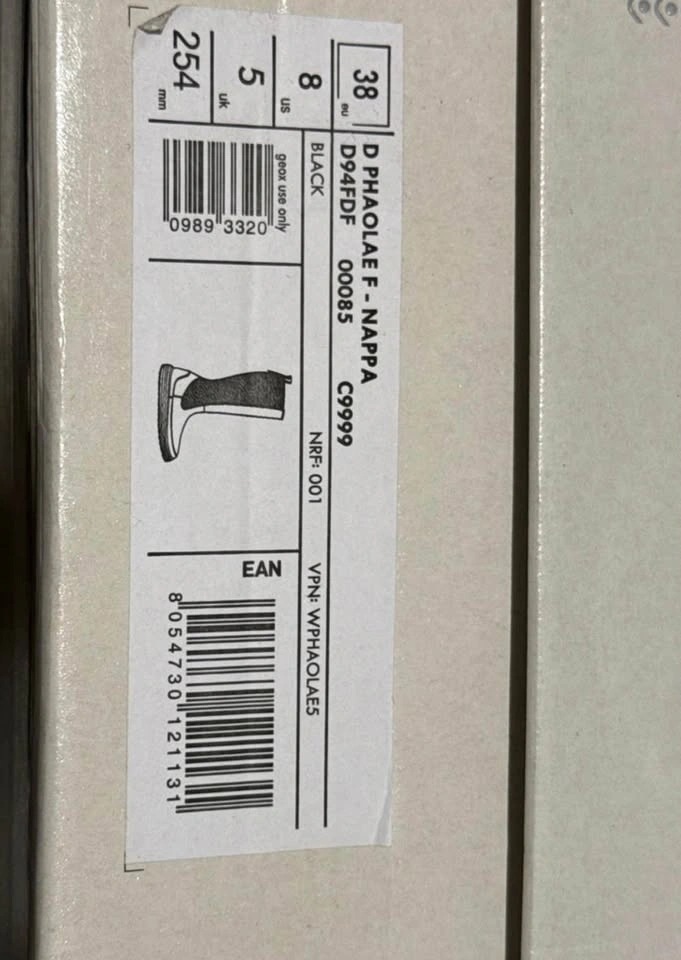 38 eu
8 us
5 uk
254 mm
D PHAOLAE F - NAPPA
D94FDF 00085 C9999
BLACK NRF: 001 VPN: WPHAOLAE5
geox use only
0989 3320
EAN
8 054730 121131